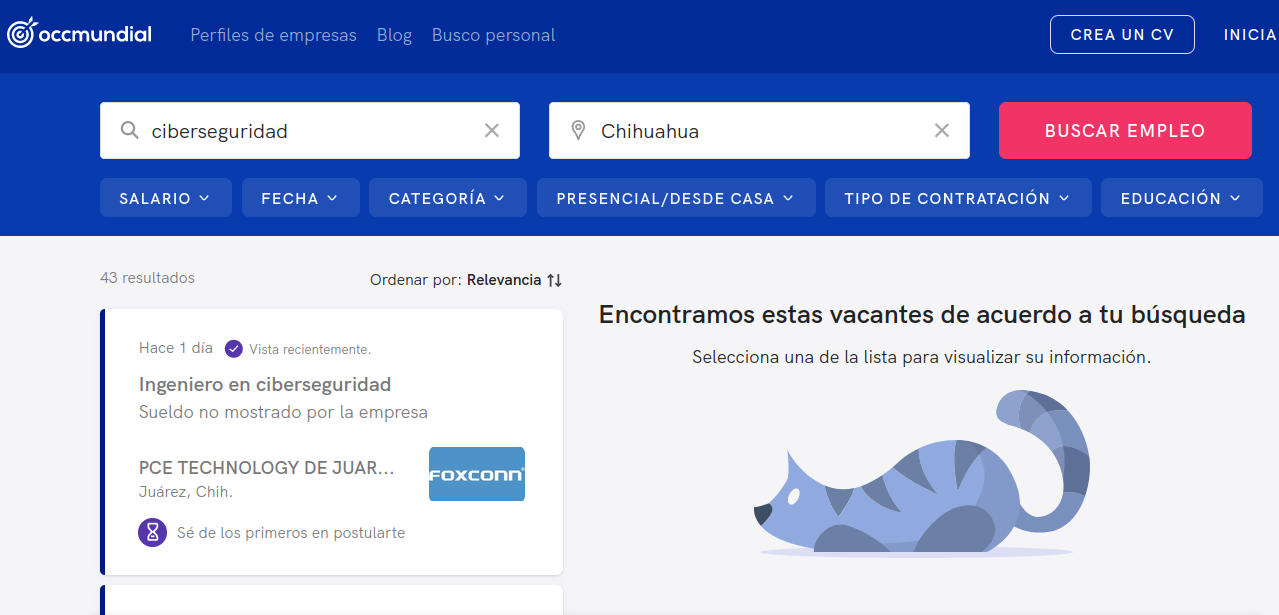 occmundial Perfiles de empresas Blog Busco personal CREA UN CV INICIA
ciberseguridad Chihuahua BUSCAR EMPLEO
SALARIO FECHA CATEGORÍA PRESENCIAL/DESDE CASA TIPO DE CONTRATACIÓN EDUCACIÓN
43 resultados Ordenar por: Relevancia
Hace 1 día Vista recientemente.
Ingeniero en ciberseguridad
Sueldo no mostrado por la empresa
PCE TECHNOLOGY DE JUAR...
Juárez, Chih.
FOXCONN®
Sé de los primeros en postularte
Encontramos estas vacantes de acuerdo a tu búsqueda
Selecciona una de la lista para visualizar su información.